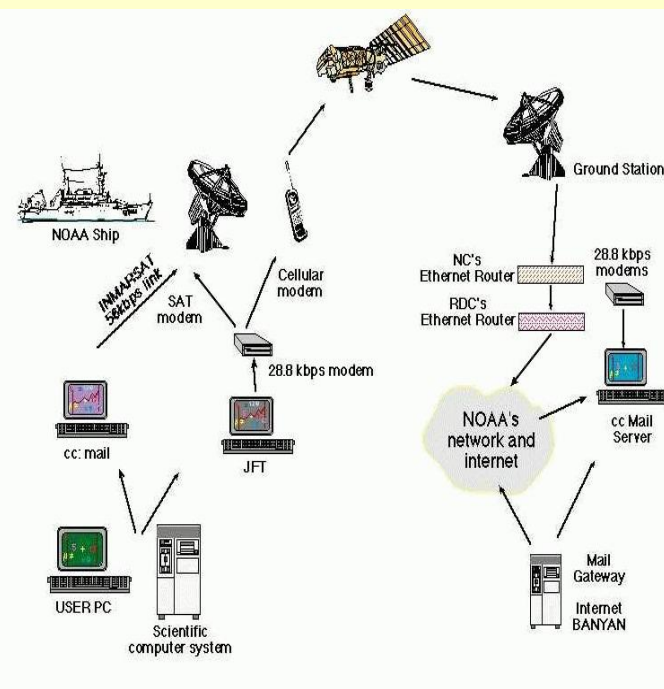 NOAA Ship
Ground Station
NC's
Ethernet Router
28.8 kbps
modems
INMARSAT
56kbps link
SAT
modem
Cellular
modem
RDC's
Ethernet Router
28.8 kbps modem
cc: mail
JFT
NOAA's
network and
internet
cc Mail
Server
USER PC
Scientific
computer system
Mail
Gateway
Internet
BANYAN